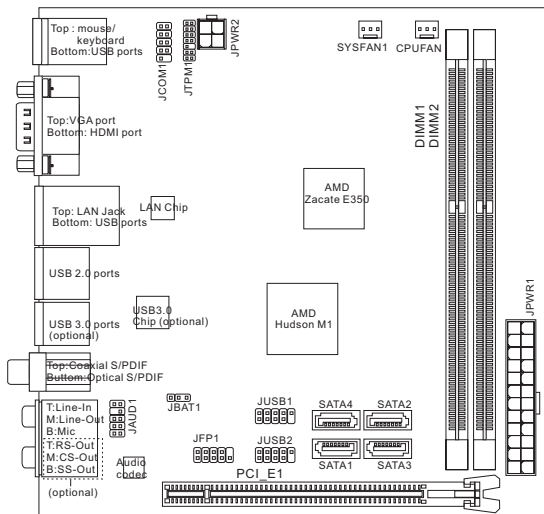 Top : mouse/
keyboard
Bottom:USB ports
JCOM1
JTPM1
JPWR2
SYSFAN1
CPUFAN
Top:VGA port
Bottom: HDMI port
DIMM1
DIMM2
AMD
Zacate E350
Top: LAN Jack
Bottom: USB ports
LAN Chip
USB 2.0 ports
USB 3.0 ports
(optional)
USB3.0
Chip (optional)
AMD
Hudson M1
JPWR1
Top:Coaxial S/PDIF
Buttom:Optical S/PDIF
T:Line-In
M:Line-Out
B:Mic
T:RS-Out
M:CS-Out
B:SS-Out
(optional)
JAUD1
JBAT1
JUSB1
SATA4
SATA2
JFP1
JUSB2
SATA1
SATA3
Audio
codec
PCI_E1